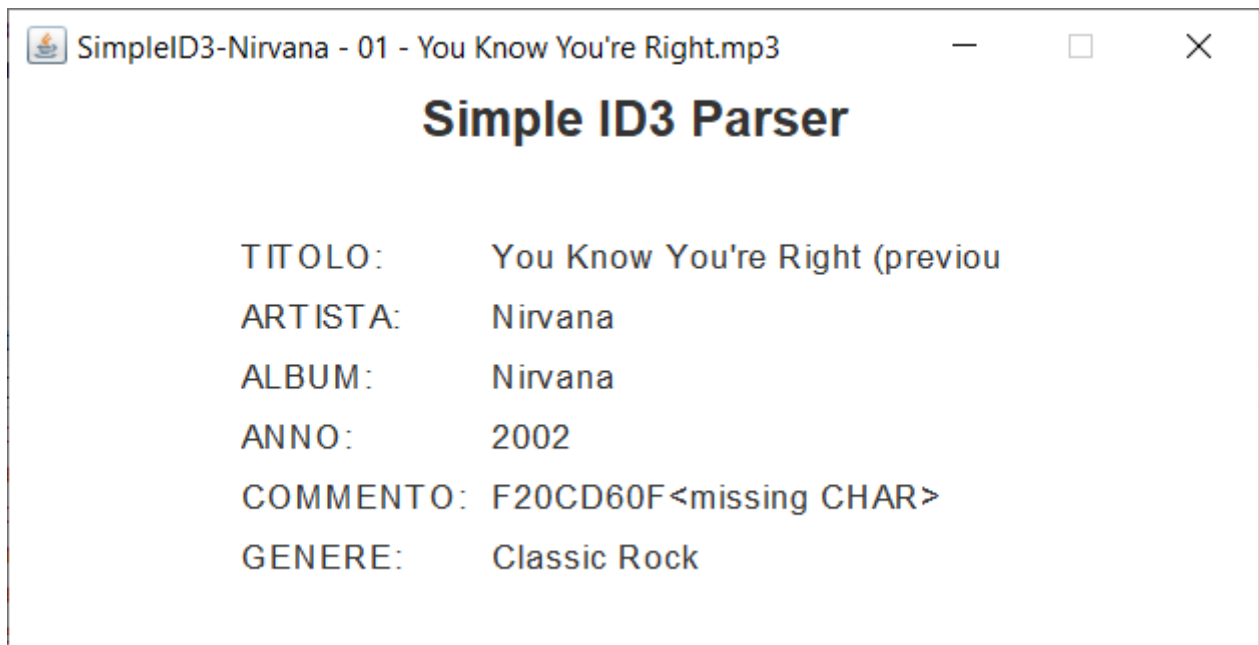 SimpleID3-Nirvana - 01 - You Know You're Right.mp3
Simple ID3 Parser
TITOLO: You Know You're Right (previou
ARTISTA: Nirvana
ALBUM: Nirvana
ANNO: 2002
COMMENTO: F20CD60F<missing CHAR>
GENERE: Classic Rock